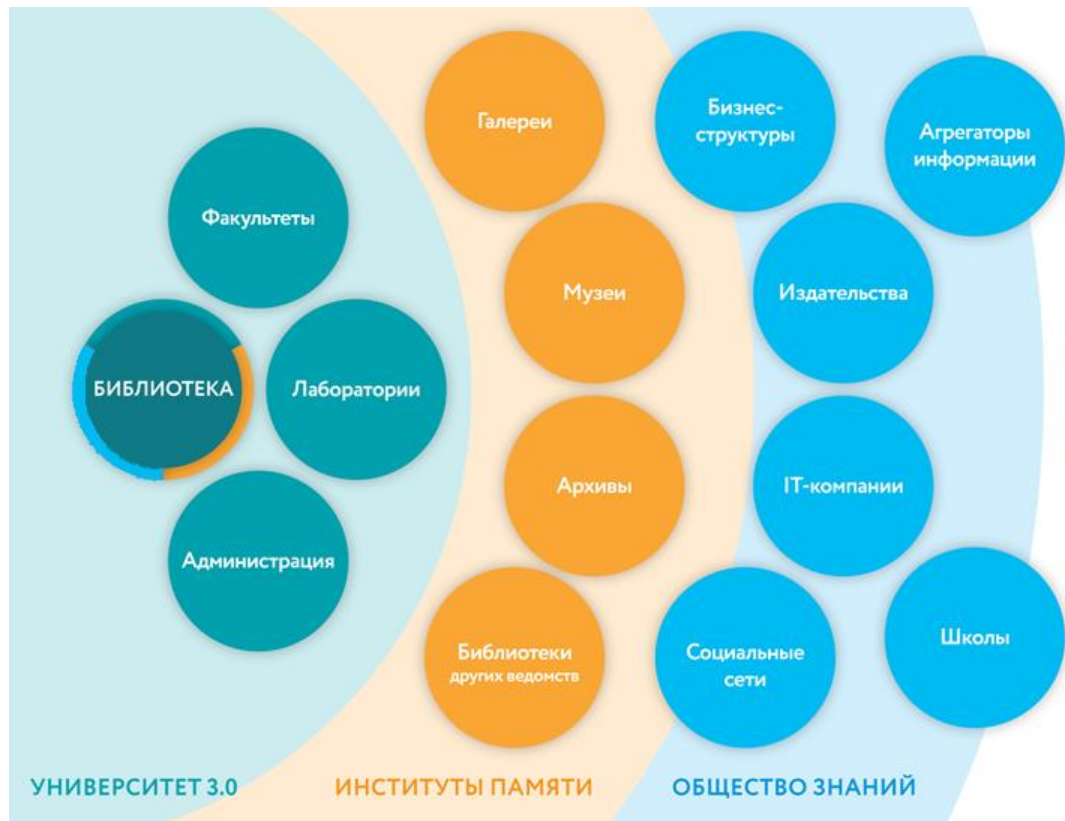 Факультеты
БИБЛИОТЕКА
Лаборатории
Администрация
УНИВЕРСИТЕТ 3.0
Галереи
Музеи
Архивы
Библиотеки
других ведомств
ИНСТИТУТЫ ПАМЯТИ
Бизнес-
структуры
Агрегаторы
информации
Издательства
IT-компании
Социальные
сети
Школы
ОБЩЕСТВО ЗНАНИЙ